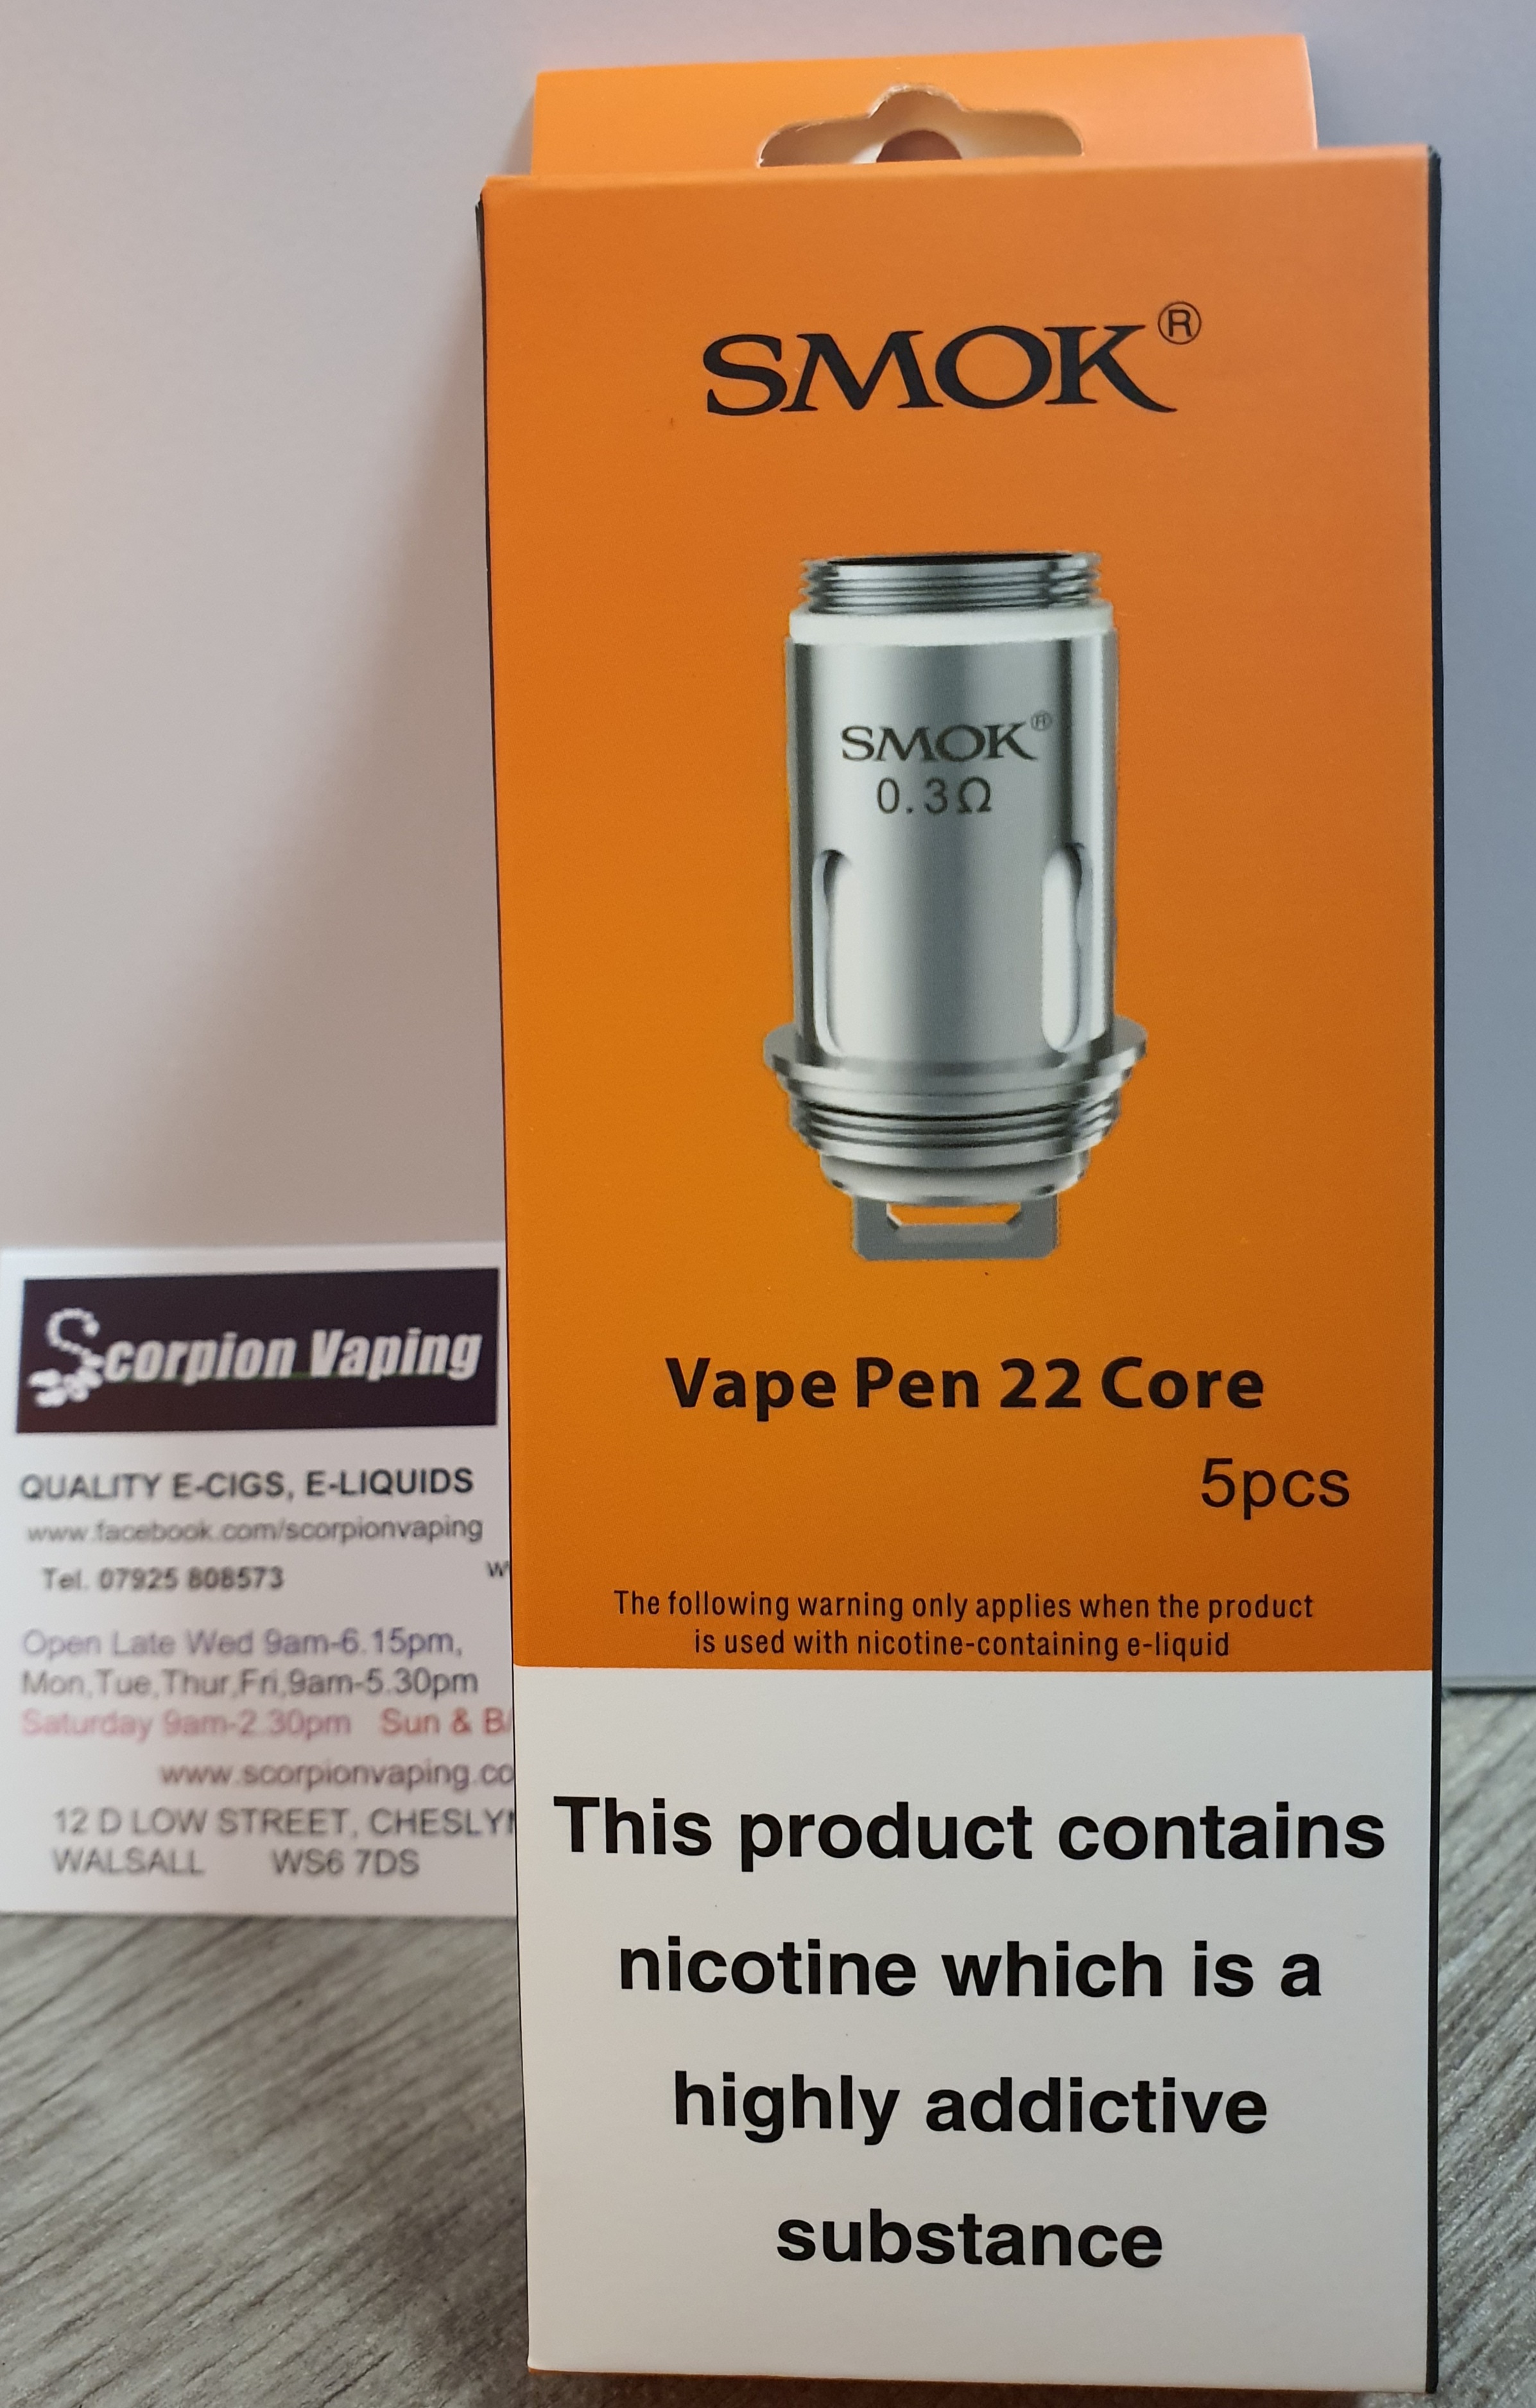 SMOK®
SMOK®
0.3Ω
Vape Pen 22 Core
5pcs
The following warning only applies when the product
is used with nicotine-containing e-liquid
This product contains
nicotine which is a
highly addictive
substance
Scorpion Vaping
QUALITY E-CIGS, E-LIQUIDS
www.facebook.com/scorpionvaping
Tel. 07925 808573
Open Late Wed 9am-6.15pm,
Mon,Tue,Thur,Fri,9am-5.30pm
Saturday 9am-2.30pm Sun &
www.scorpionvaping.co
12 D LOW STREET,
WALSALL WS6 7DS